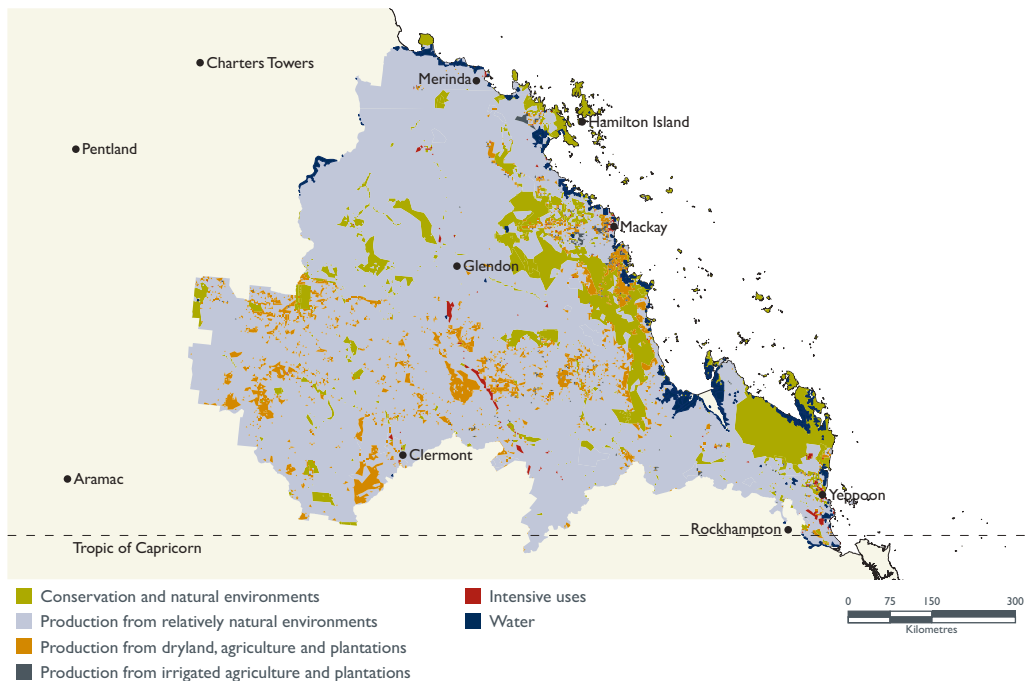 Charters Towers
Merinda
Hamilton Island
Pentland
Mackay
Glendon
Clermont
Aramac
Yeppoon
Rockhampton
Tropic of Capricorn
Conservation and natural environments
Production from relatively natural environments
Production from dryland, agriculture and plantations
Production from irrigated agriculture and plantations
Intensive uses
Water
0 75 150 300
Kilometres